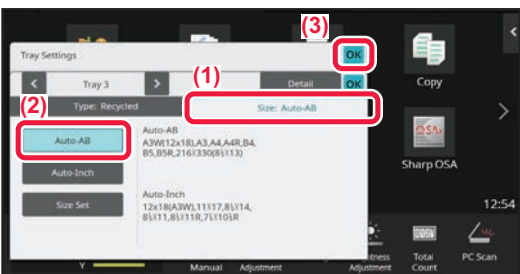 (3)
Tray Settings
OK
(1)
Tray 3
Detail
OK
Copy
(2)
Type: Recycled
Size: Auto-AB
Auto-AB
Auto-AB
A3W(12x18),A3,A4,A4R,B4,
B5,B5R,216X330(8½X13)
Auto-Inch
Sharp OSA
Size Set
Auto-Inch
12x18(A3W),11X17,8½X14,
8½X11,8½X11R,7¼X10½R
12:54
Y
Manual
Adjustment
Adjustment
Total
Count
PC Scan